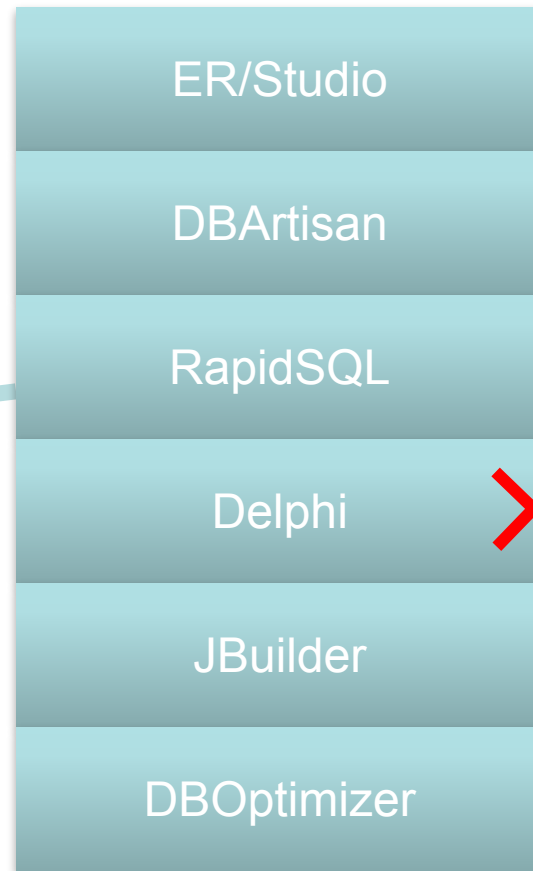 ER/Studio
DBArtisan
RapidSQL
Delphi
JBuilder
DBOptimizer